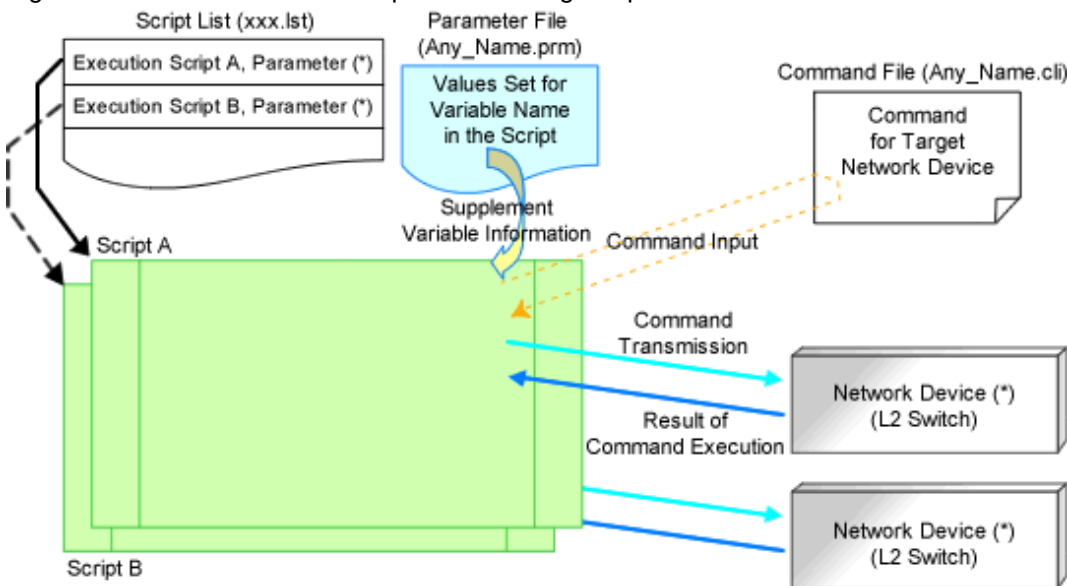 Script List (xxx.lst)
Execution Script A, Parameter (*)
Execution Script B, Parameter (*)
Parameter File
(Any_Name.prm)
Values Set for
Variable Name
in the Script
Command File (Any_Name.cli)
Command
for Target
Network Device
Supplement
Variable Information
Command Input
Script A
Command
Transmission
Network Device (*)
(L2 Switch)
Result of
Command Execution
Network Device (*)
(L2 Switch)
Script B